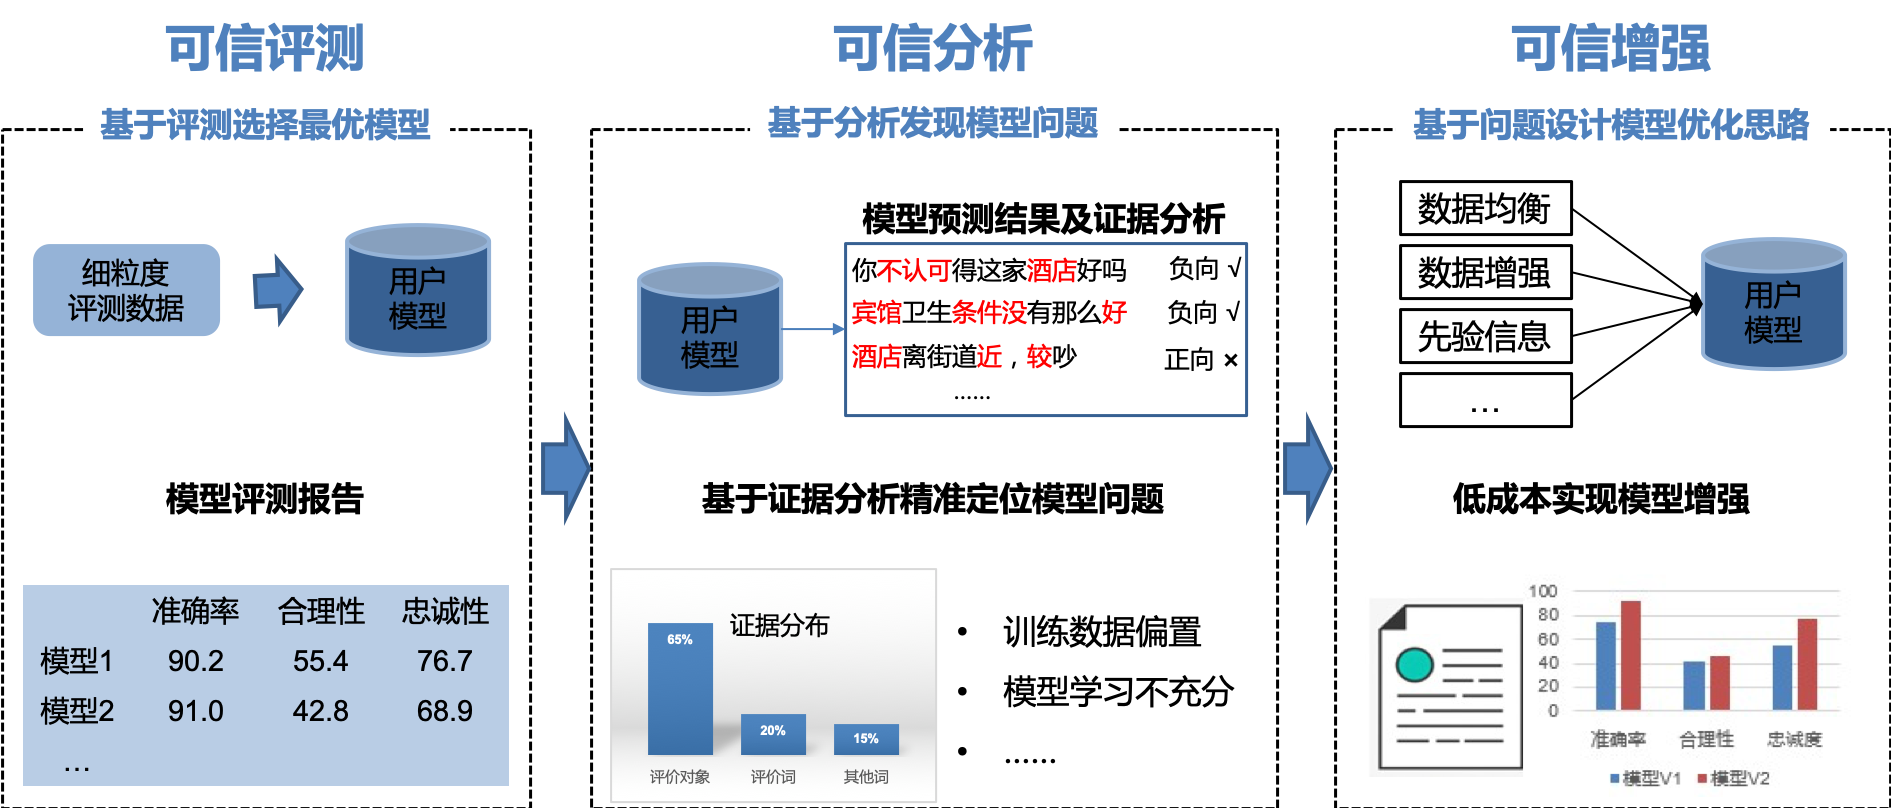 可信评测
基于评测选择最优模型
细粒度
评测数据
用户
模型
模型评测报告
准确率 合理性 忠诚性
模型1 90.2 55.4 76.7
模型2 91.0 42.8 68.9
...
可信分析
基于分析发现模型问题
模型预测结果及证据分析
用户
模型
你不认可得这家酒店好吗 负向 √
宾馆卫生条件没有那么好 负向 √
酒店离街道近，较吵 正向 ×
......
基于证据分析精准定位模型问题
证据分布
65%
20%
15%
评价对象 评价词 其他词
• 训练数据偏置
• 模型学习不充分
• ......
可信增强
基于问题设计模型优化思路
数据均衡
数据增强
先验信息
...
用户
模型
低成本实现模型增强
100
80
60
40
20
0
准确率 合理性 忠诚度
模型V1 模型V2